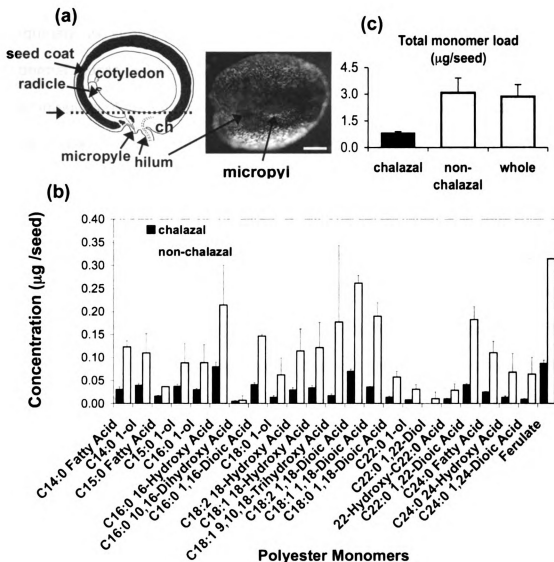 (a)
seed coat
cotyledon
radicle
ch
micropyle
hilum
micropyl
(c)
Total monomer load
(µg/seed)
4.5
3.0
1.5
0.0
chalazal
non-
chalazal
whole
(b)
Concentration (µg /seed)
0.40
0.35
0.30
0.25
0.20
0.15
0.10
0.05
0.00
chalazal
non-chalazal
C14:0 Fatty Acid
C14:0 1-ol
C15:0 Fatty Acid
C15:0 1-ol
C16:0 1-ol
C16:0 16-Hydroxy Acid
C16:0 10,16-Dihydroxy Acid
C16:0 1,16-Dioic Acid
C18:0 1-ol
C18:2 18-Hydroxy Acid
C18:1 18-Hydroxy Acid
C18:1 9,10,18-Trihydroxy Acid
C18:2 1,18-Dioic Acid
C18:1 1,18-Dioic Acid
C18:0 1,18-Dioic Acid
C22:0 1-ol
C22:0 1,22-Diol
22-Hydroxy-C22:0 Acid
C22:0 1,22-Dioic Acid
C24:0 Fatty Acid
C24:0 24-Hydroxy Acid
C24:0 1,24-Dioic Acid
Ferulate
Polyester Monomers